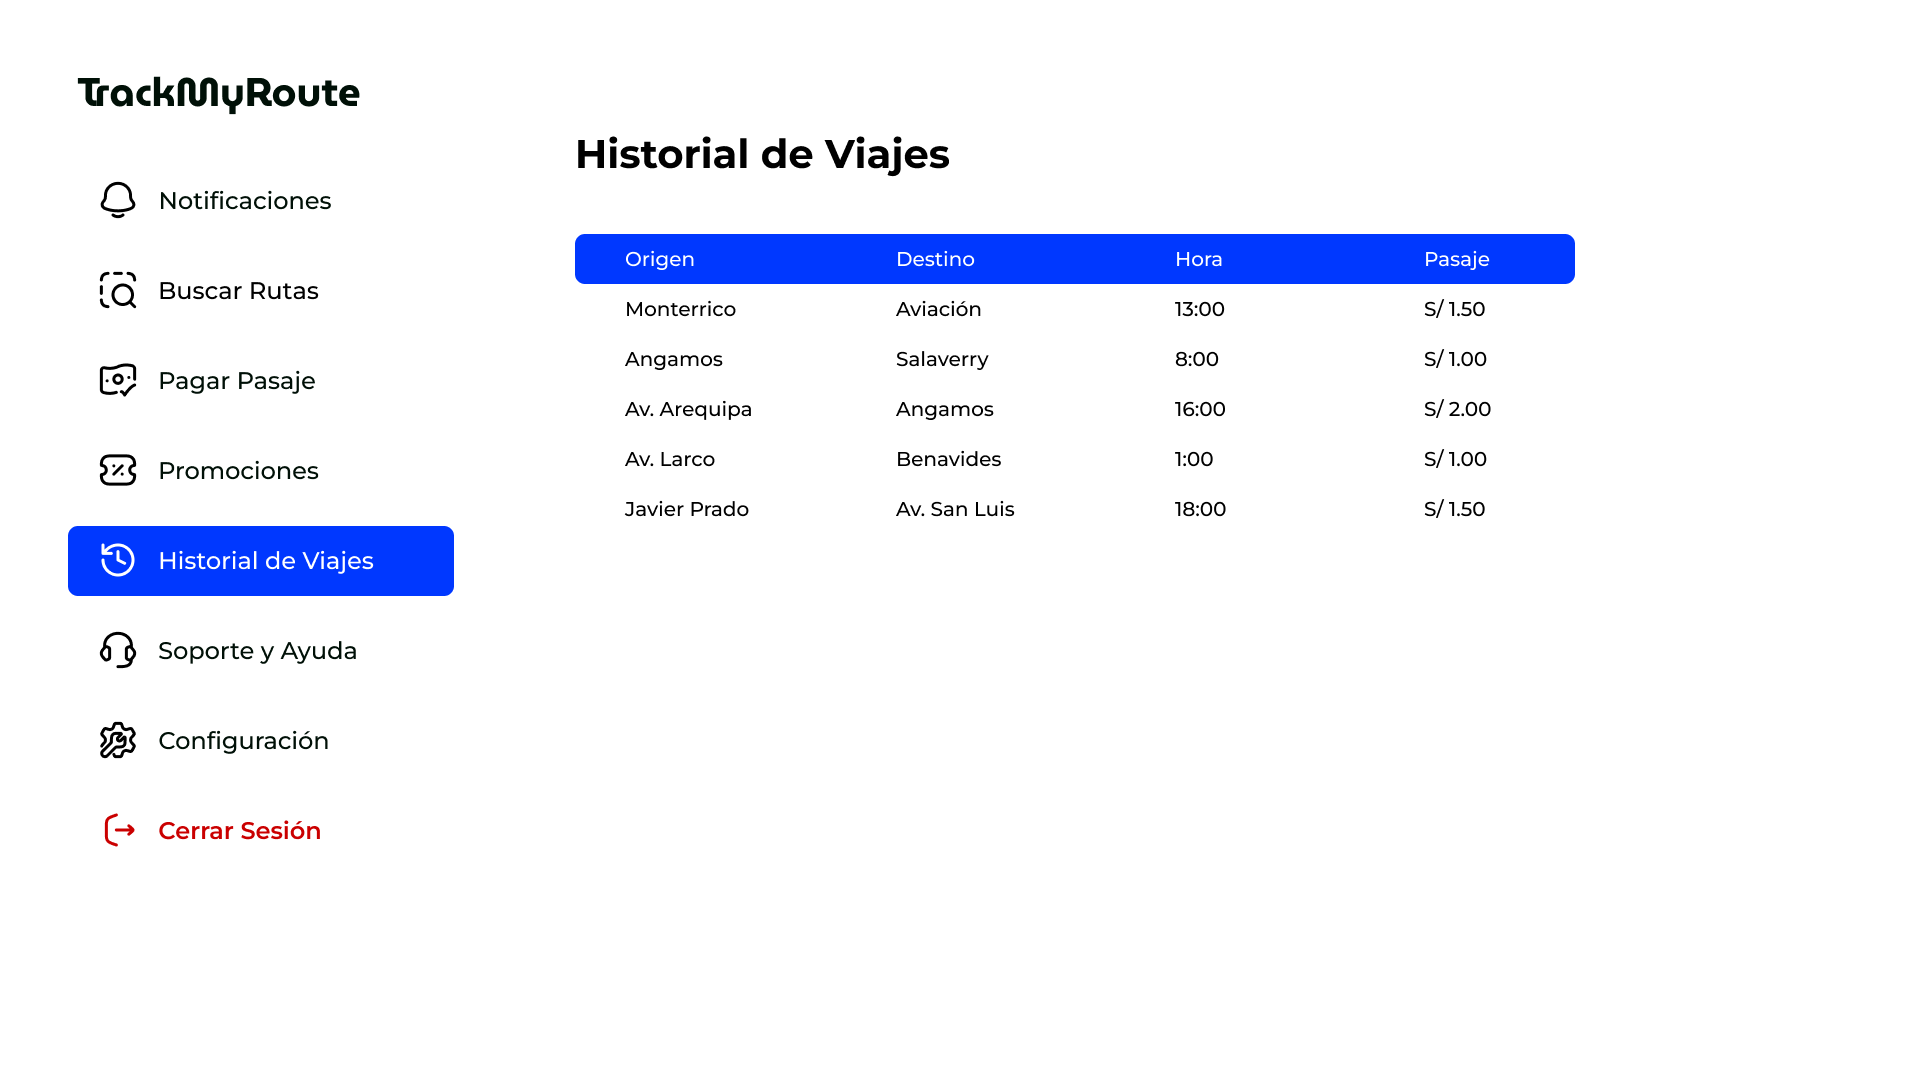 TrackMyRoute
Notificaciones
Buscar Rutas
Pagar Pasaje
Promociones
Historial de Viajes
Soporte y Ayuda
Configuración
Cerrar Sesión
Historial de Viajes
Origen Destino Hora Pasaje
Monterrico Aviación 13:00 S/ 1.50
Angamos Salaverry 8:00 S/ 1.00
Av. Arequipa Angamos 16:00 S/ 2.00
Av. Larco Benavides 1:00 S/ 1.00
Javier Prado Av. San Luis 18:00 S/ 1.50